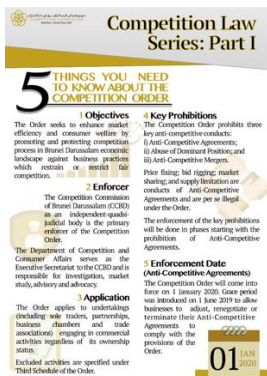 Competition Law
Series: Part I
5 THINGS YOU NEED
TO KNOW ABOUT THE
COMPETITION ORDER
1 Objectives
The Order seeks to enhance market
efficiency and consumer welfare by
promoting and protecting competition
process in Brunei Darussalam economic
landscape against business practices
which restrain or restrict fair
competition.
2 Enforcer
The Competition Commission
of Brunei Darussalam (CCBD)
as an independent quasi-
judicial body is the primary
enforcer of the Competition
Order.
The Department of Competition and
Consumer Affairs serves as the
Executive Secretariat to the CCBD and is
responsible for investigation, market
study, advisory and advocacy.
3 Application
The Order applies to undertakings
(including sole traders, partnerships,
business chambers and trade
associations) engaging in commercial
activities regardless of its ownership
status.
Excluded activities are specified under
Third Schedule of the Order.
4 Key Prohibitions
The Competition Order prohibits three
key anti-competitive conducts:
i) Anti-Competitive Agreements;
ii) Abuse of Dominant Position; and
iii) Anti-Competitive Mergers.
Price fixing; bid rigging; market
sharing; and supply limitation are
conducts of Anti-Competitive
Agreements and are per se illegal
under the Order.
The enforcement of the key prohibitions
will be done in phases starting with the
prohibition of Anti-Competitive
Agreements.
5 Enforcement Date
(Anti-Competitive Agreements)
The Competition Order will come into
force on 1 January 2020. Grace period
was introduced on 1 June 2019 to allow
businesses to adjust, renegotiate or
terminate their Anti-Competitive
Agreements to
comply with the
provisions of the
Order.
01 JAN
2020